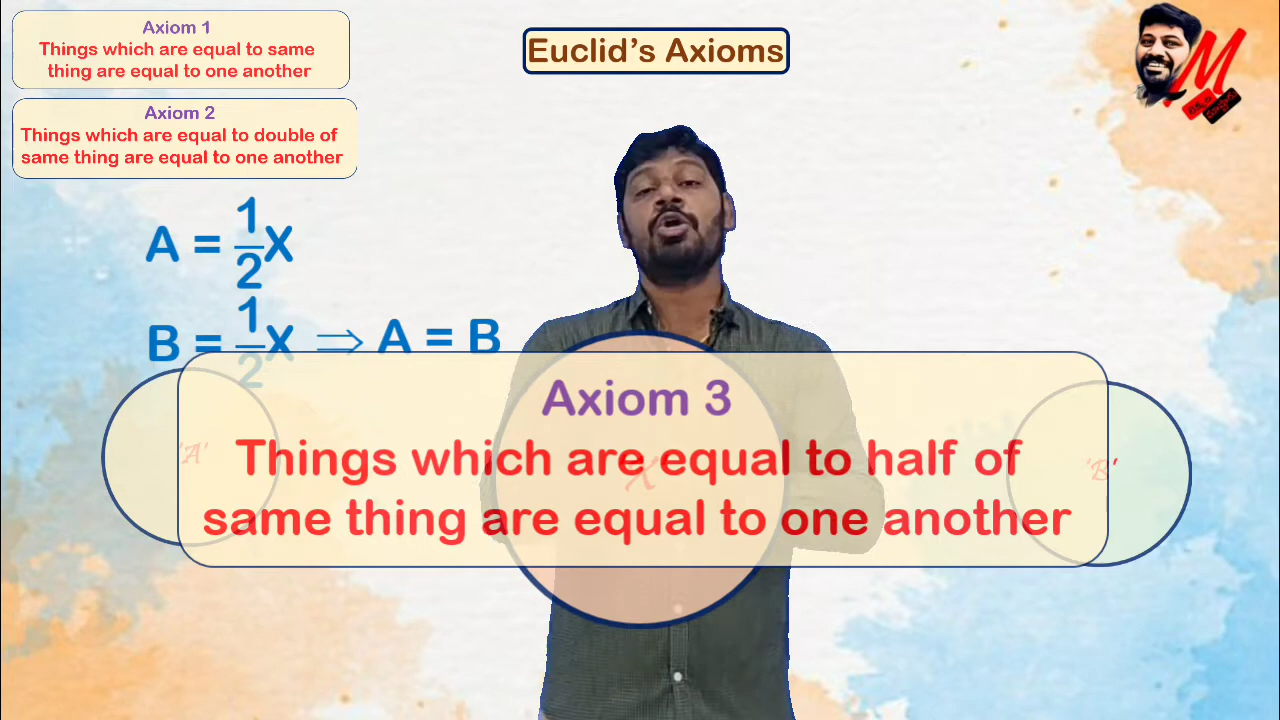 Axiom 1
Things which are equal to same
thing are equal to one another
Euclid's Axioms
M
Axiom 2
Things which are equal to double of
same thing are equal to one another
A = 1/2 X
B = 1/2 X ⇒ A = B
Axiom 3
Things which are equal to half of
same thing are equal to one another
'A'
X
'B'